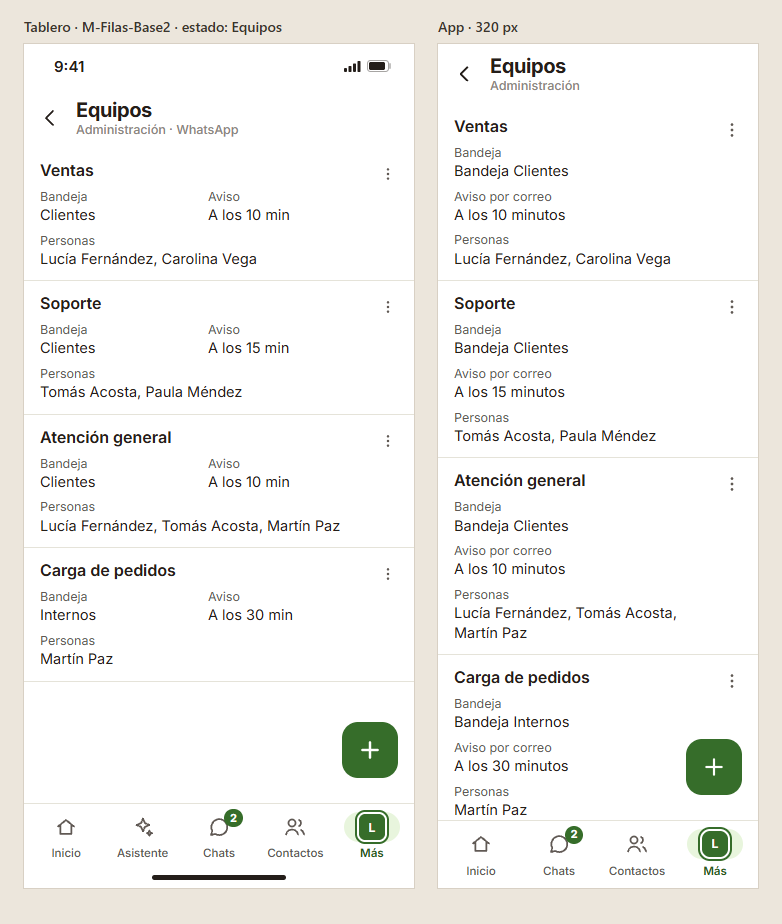 Tablero · M-Filas-Base2 · estado: Equipos
9:41
Equipos
Administración · WhatsApp
Ventas
Bandeja Aviso
Clientes A los 10 min
Personas
Lucía Fernández, Carolina Vega
Soporte
Bandeja Aviso
Clientes A los 15 min
Personas
Tomás Acosta, Paula Méndez
Atención general
Bandeja Aviso
Clientes A los 10 min
Personas
Lucía Fernández, Tomás Acosta, Martín Paz
Carga de pedidos
Bandeja Aviso
Internos A los 30 min
Personas
Martín Paz
2
L
Inicio Asistente Chats Contactos Más
App · 320 px
Equipos
Administración
Ventas
Bandeja
Bandeja Clientes
Aviso por correo
A los 10 minutos
Personas
Lucía Fernández, Carolina Vega
Soporte
Bandeja
Bandeja Clientes
Aviso por correo
A los 15 minutos
Personas
Tomás Acosta, Paula Méndez
Atención general
Bandeja
Bandeja Clientes
Aviso por correo
A los 10 minutos
Personas
Lucía Fernández, Tomás Acosta,
Martín Paz
Carga de pedidos
Bandeja
Bandeja Internos
Aviso por correo
A los 30 minutos
Personas
Martín Paz
2
L
Inicio Chats Contactos Más